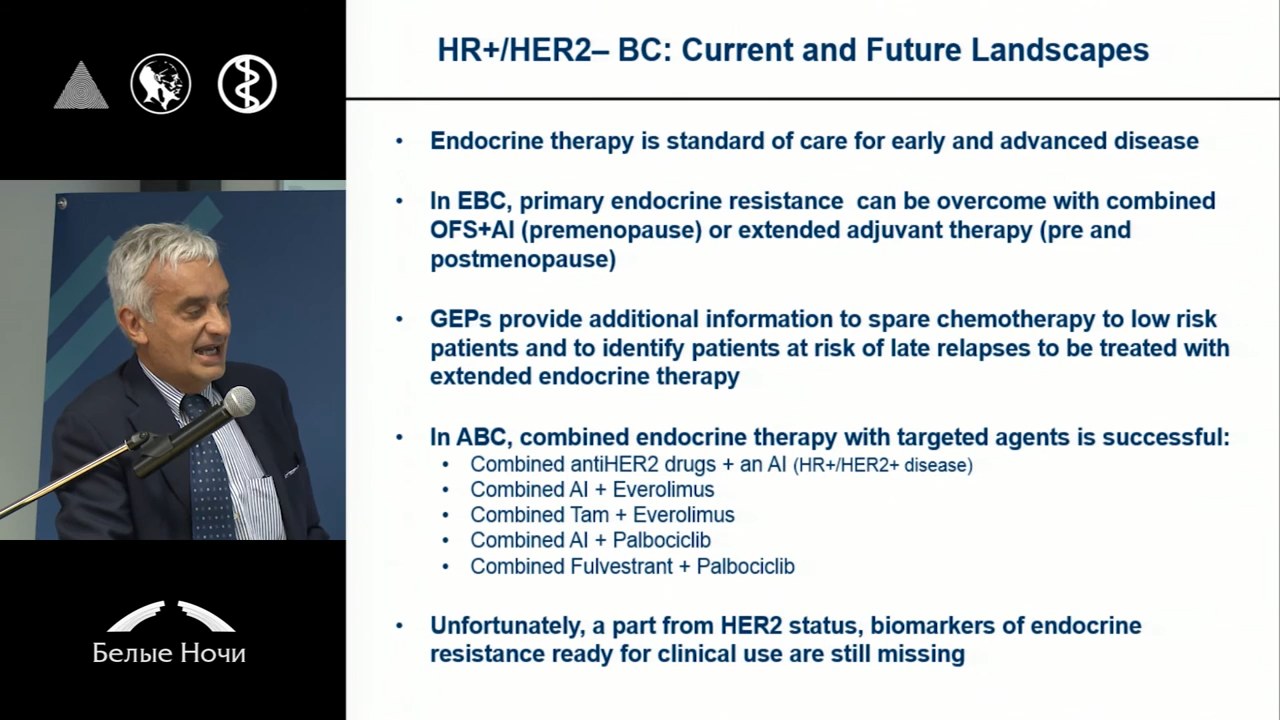 HR+/HER2– BC: Current and Future Landscapes
• Endocrine therapy is standard of care for early and advanced disease
• In EBC, primary endocrine resistance can be overcome with combined
OFS+AI (premenopause) or extended adjuvant therapy (pre and
postmenopause)
• GEPs provide additional information to spare chemotherapy to low risk
patients and to identify patients at risk of late relapses to be treated with
extended endocrine therapy
• In ABC, combined endocrine therapy with targeted agents is successful:
• Combined antiHER2 drugs + an AI (HR+/HER2+ disease)
• Combined AI + Everolimus
• Combined Tam + Everolimus
• Combined AI + Palbociclib
• Combined Fulvestrant + Palbociclib
• Unfortunately, a part from HER2 status, biomarkers of endocrine
resistance ready for clinical use are still missing
Белые Ночи